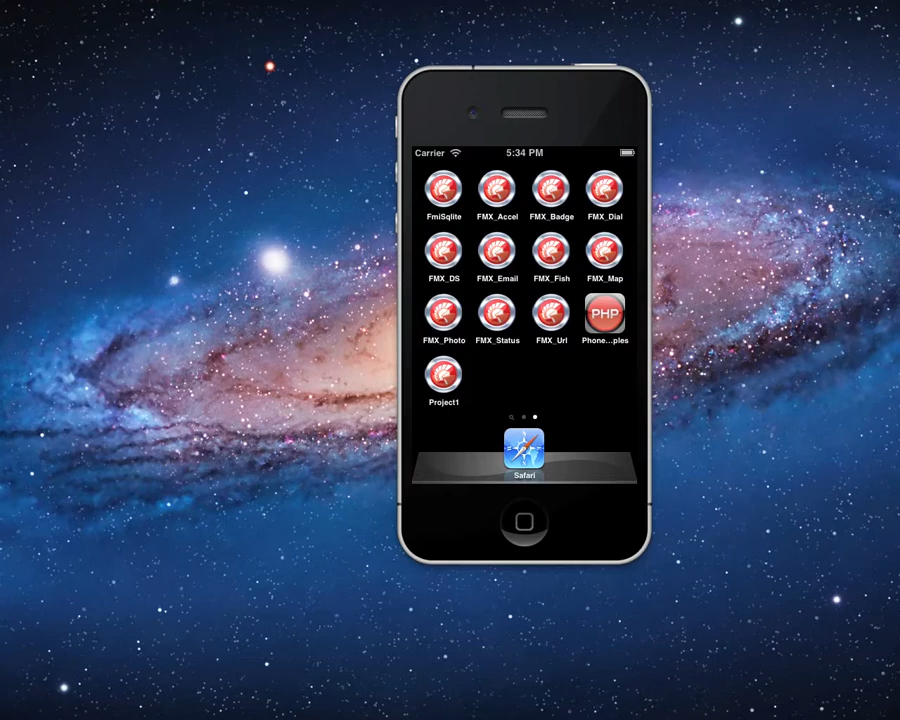 Carrier 5:34 PM
FmiSqlite FMX_Accel FMX_Badge FMX_Dial
FMX_DS FMX_Email FMX_Fish FMX_Map
PHP
FMX_Photo FMX_Status FMX_Url Phone...ples
Project1
Safari